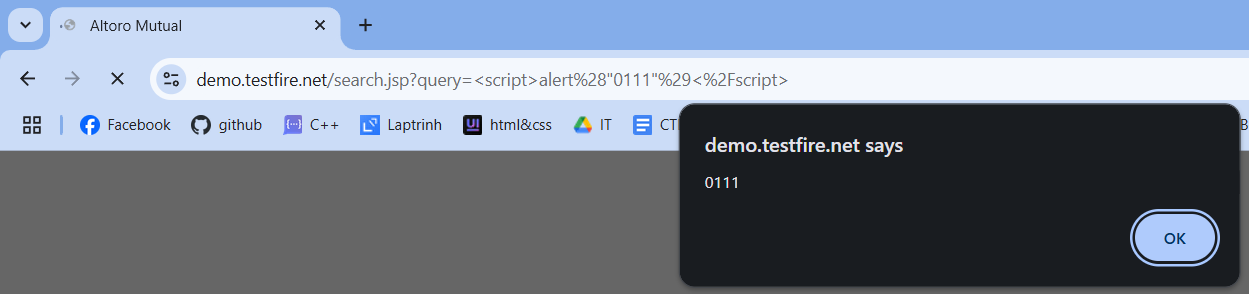 Altoro Mutual
demo.testfire.net/search.jsp?query=<script>alert%28"0111"%29<%2Fscript>
Facebook github C++ Laptrinh html&css IT
demo.testfire.net says
0111
OK